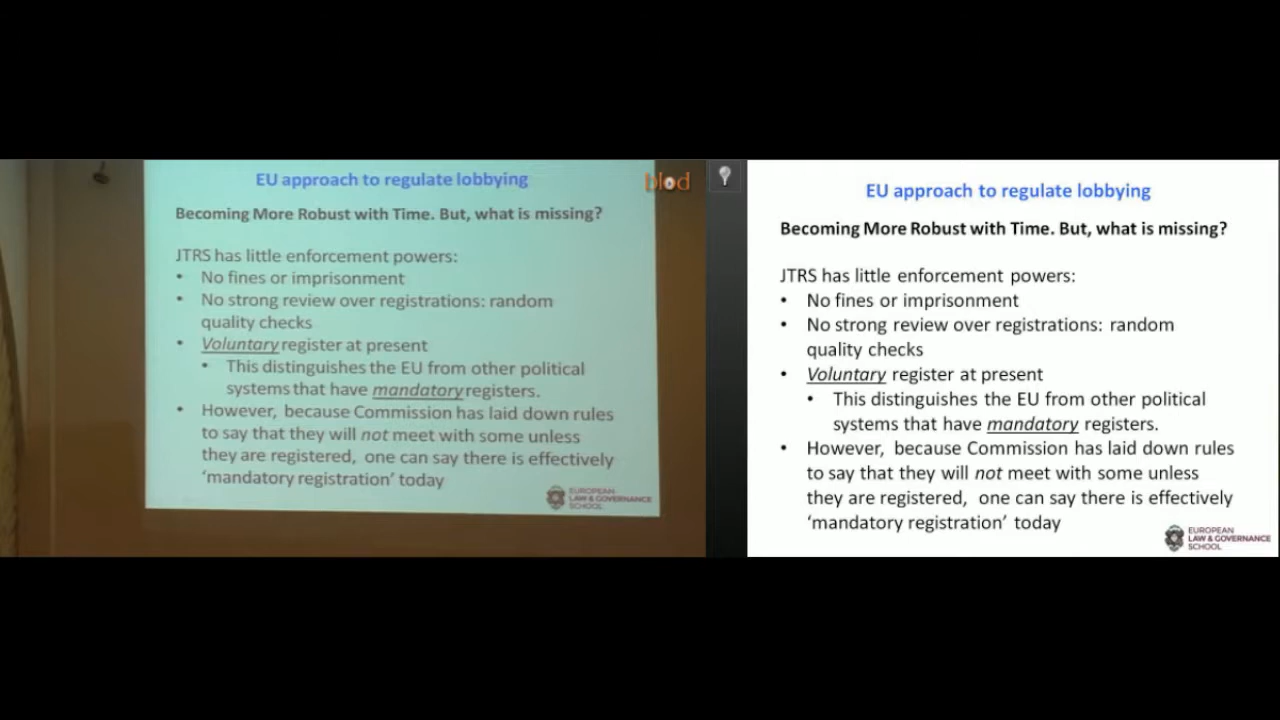 EU approach to regulate lobbying
Becoming More Robust with Time. But, what is missing?
JTRS has little enforcement powers:
• No fines or imprisonment
• No strong review over registrations: random
quality checks
• Voluntary register at present
• This distinguishes the EU from other political
systems that have mandatory registers.
• However, because Commission has laid down rules
to say that they will not meet with some unless
they are registered, one can say there is effectively
‘mandatory registration’ today
EUROPEAN
LAW & GOVERNANCE
SCHOOL
blod
EU approach to regulate lobbying
Becoming More Robust with Time. But, what is missing?
JTRS has little enforcement powers:
• No fines or imprisonment
• No strong review over registrations: random
quality checks
• Voluntary register at present
• This distinguishes the EU from other political
systems that have mandatory registers.
• However, because Commission has laid down rules
to say that they will not meet with some unless
they are registered, one can say there is effectively
‘mandatory registration’ today
EUROPEAN
LAW & GOVERNANCE
SCHOOL